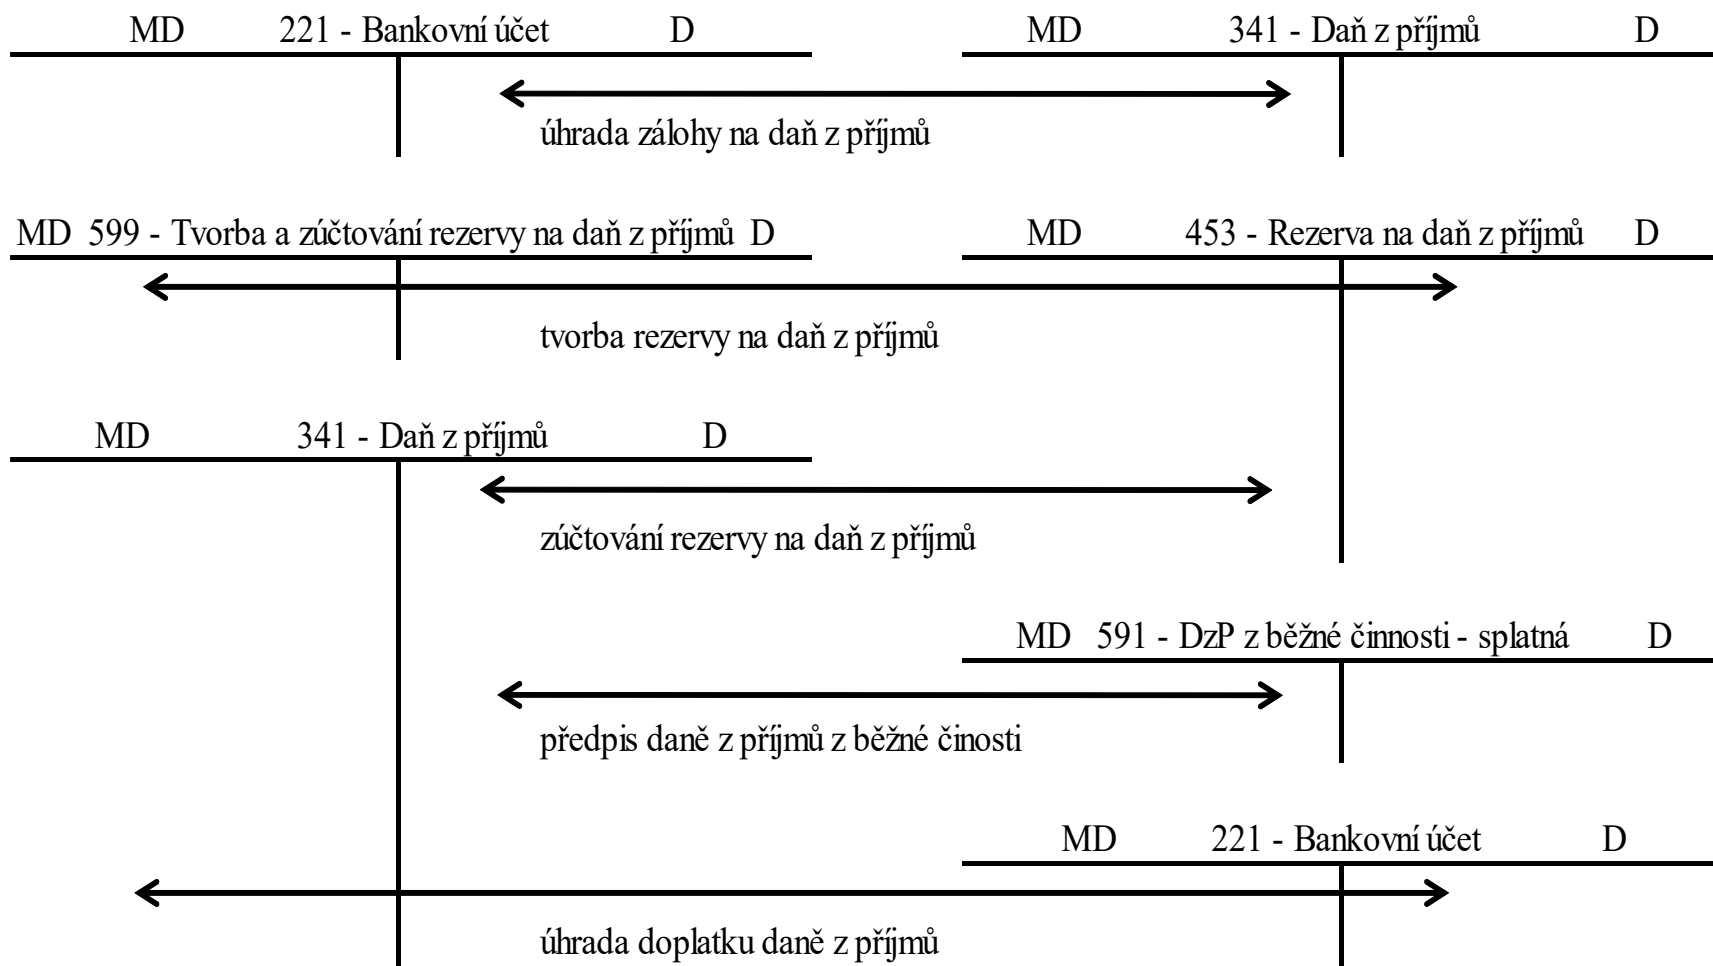 MD 221 - Bankovní účet D MD 341 - Daň z příjmů D
úhrada zálohy na daň z příjmů
MD 599 - Tvorba a zúčtování rezervy na daň z příjmů D MD 453 - Rezerva na daň z příjmů D
tvorba rezervy na daň z příjmů
MD 341 - Daň z příjmů D
zúčtování rezervy na daň z příjmů
MD 591 - DzP z běžné činnosti - splatná D
předpis daně z příjmů z běžné činosti
MD 221 - Bankovní účet D
úhrada doplatku daně z příjmů